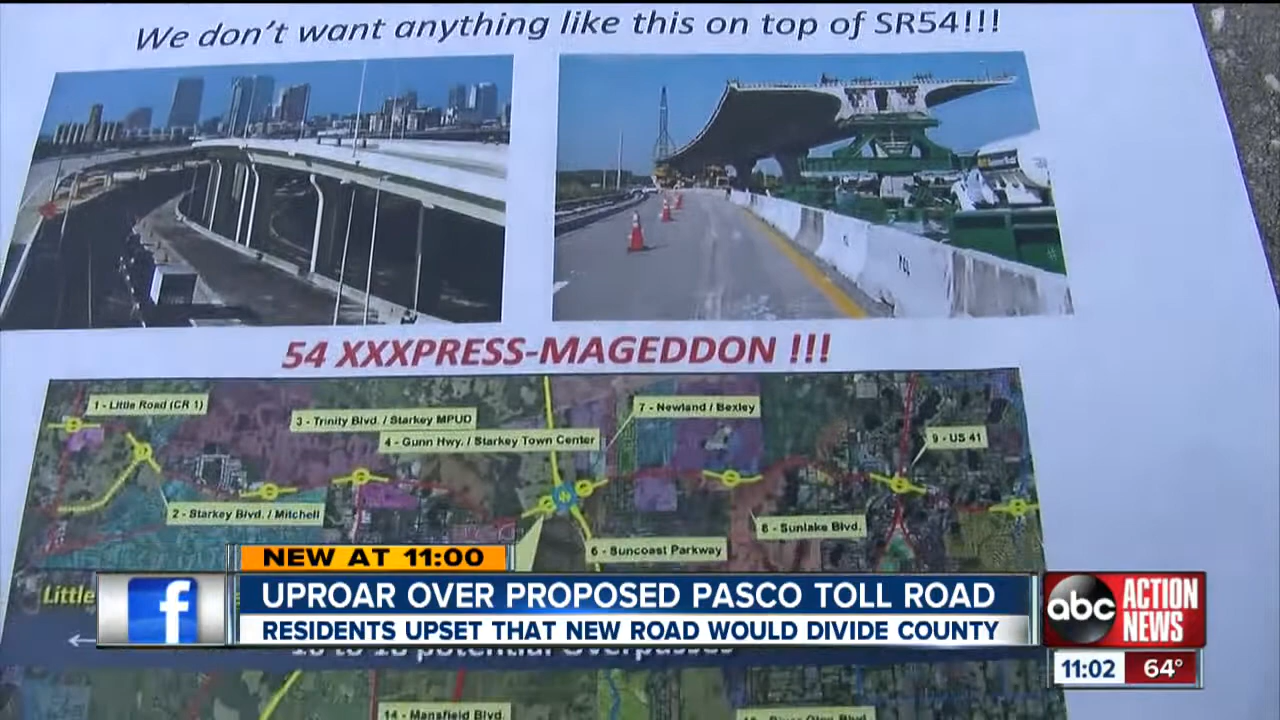 We don't want anything like this on top of SR54!!!
54 XXXPRESS-MAGEDDON !!!
1 - Little Road (CR 1)
3 - Trinity Blvd. / Starkey MPUD
7 - Newland / Bexley
4 - Gunn Hwy. / Starkey Town Center
9 - US 41
2 - Starkey Blvd. / Mitchell
8 - Sunlake Blvd.
6 - Suncoast Parkway
NEW AT 11:00
Little
f
UPROAR OVER PROPOSED PASCO TOLL ROAD
RESIDENTS UPSET THAT NEW ROAD WOULD DIVIDE COUNTY
abc
ACTION
NEWS
11:02 64°
potential Overpasses
14 - Mansfield Blvd.